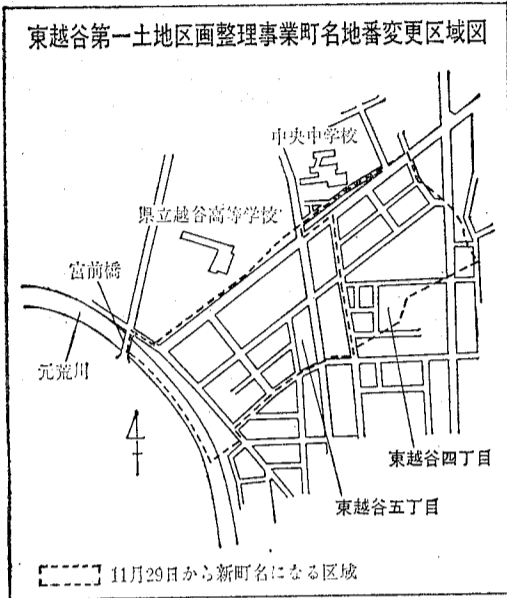 東越谷第一土地区画整理事業町名地番変更区域図
中央中学校
県立越谷高等学校
宮前橋
元荒川
東越谷四丁目
東越谷五丁目
11月29日から新町名になる区域